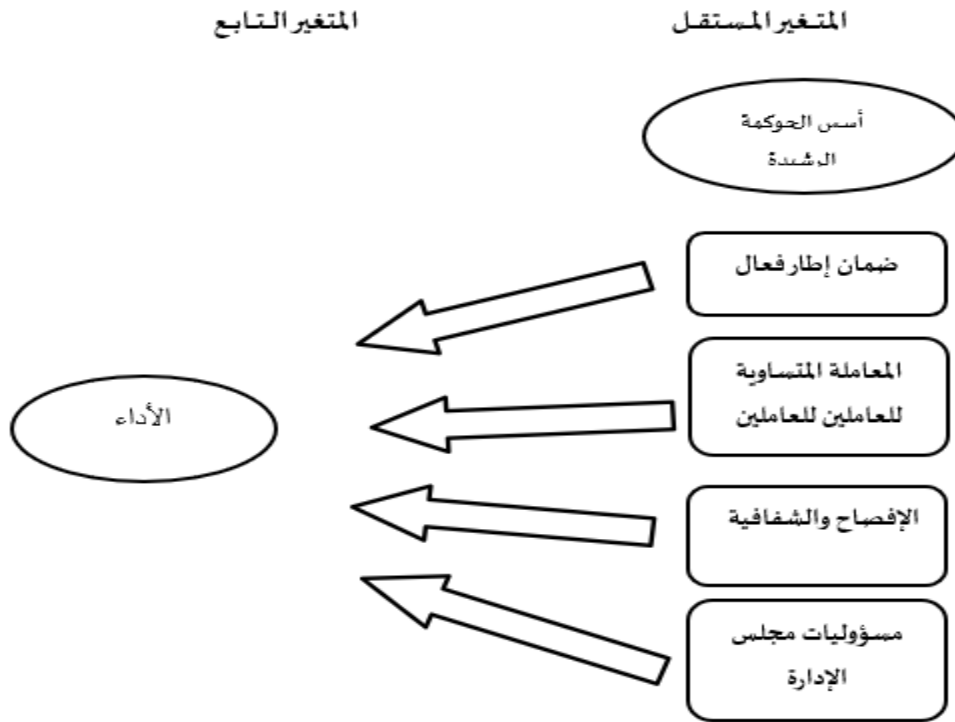 المتغير المستقل
المتغير التابع
أسس الحوكمة
الرشيدة
ضمان إطار فعال
المعاملة المتساوية
للعاملين للعاملين
الأداء
الإفصاح والشفافية
مسؤوليات مجلس
الإدارة